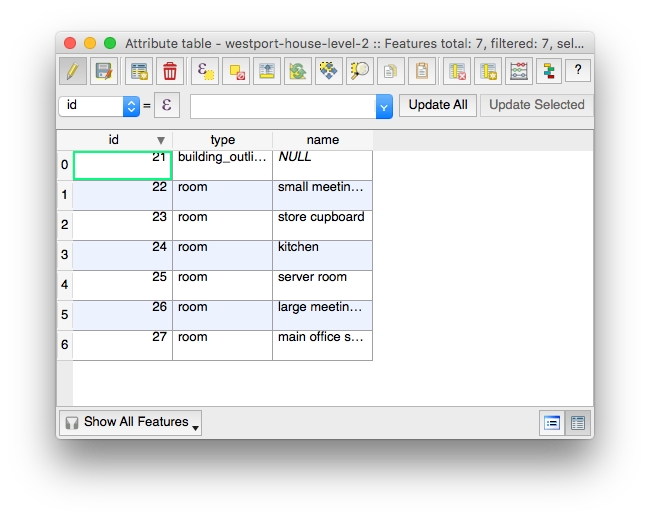 Attribute table - westport-house-level-2 :: Features total: 7, filtered: 7, sel...
ε ?
id = ε Update All Update Selected
id type name
0 21 building_outli... NULL
1 22 room small meetin...
2 23 room store cupboard
3 24 room kitchen
4 25 room server room
5 26 room large meetin...
6 27 room main office s...
Show All Features